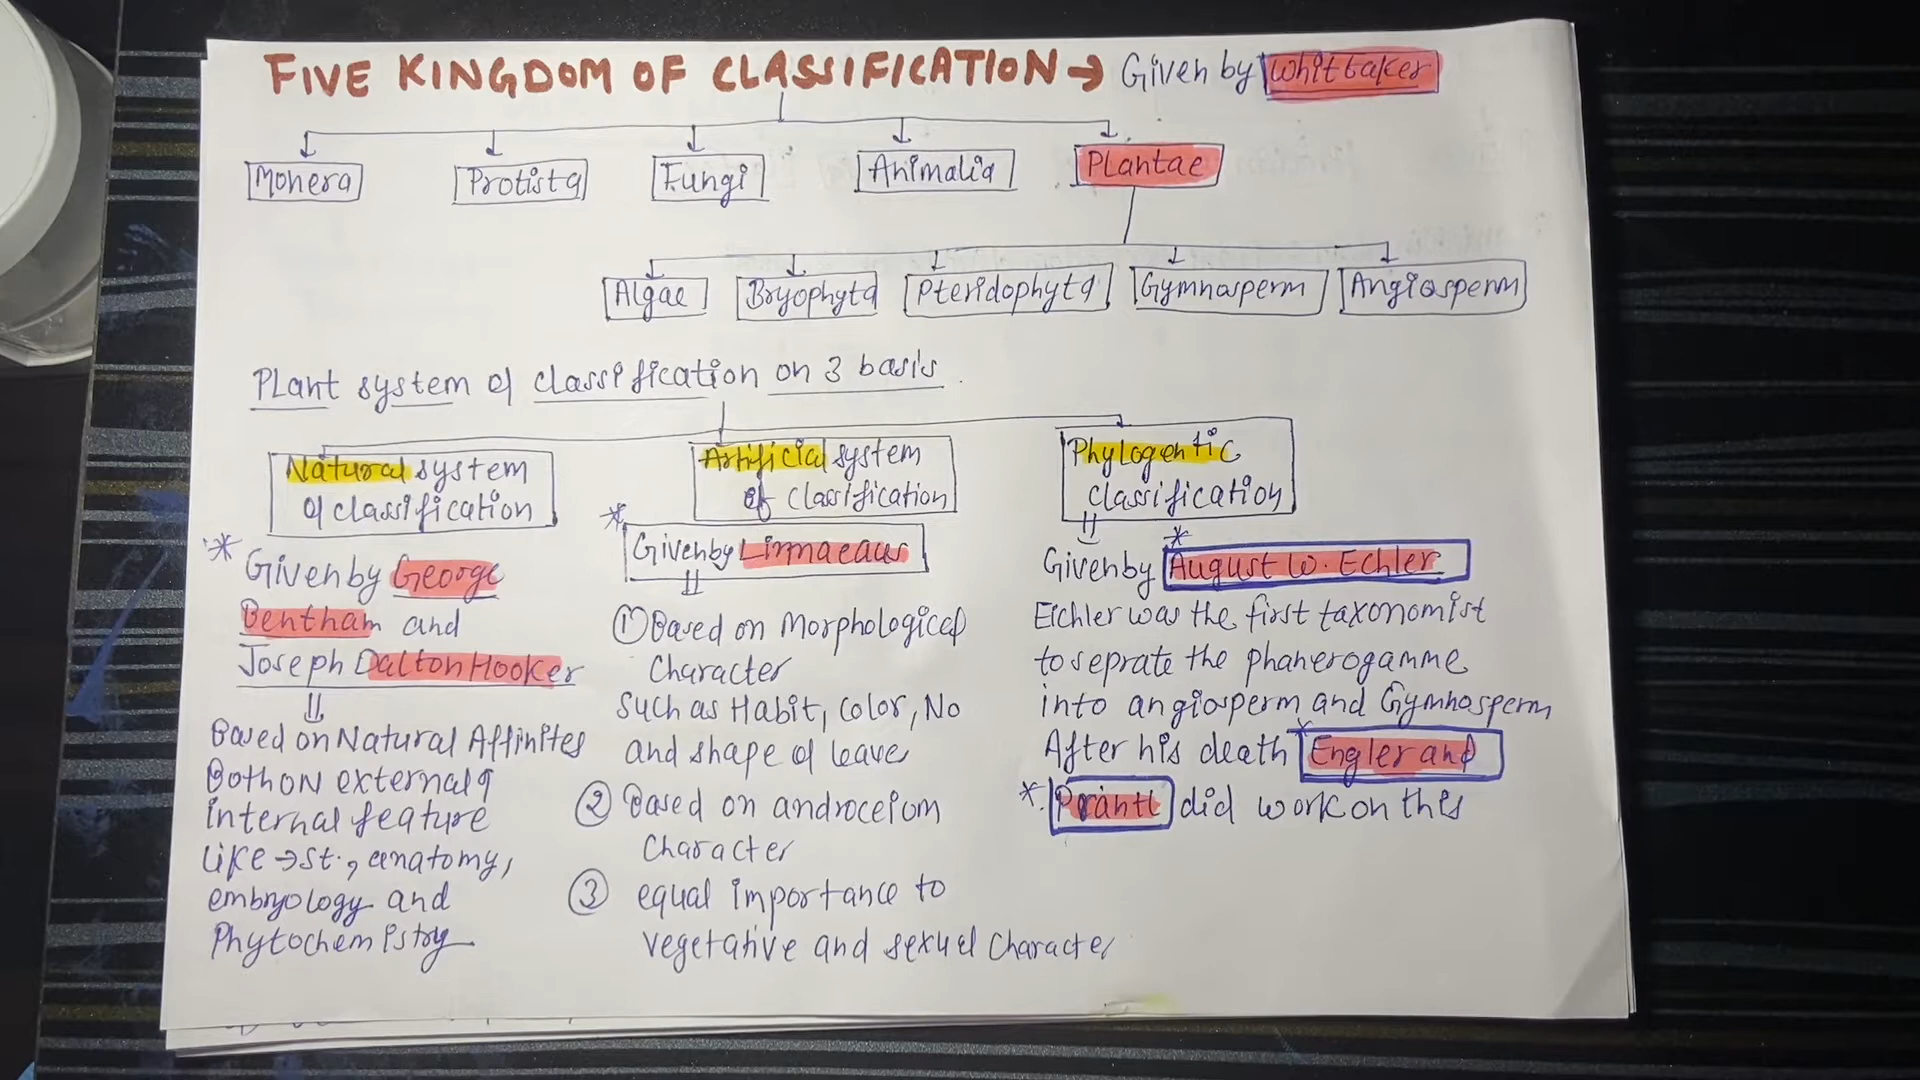 FIVE KINGDOM OF CLASSIFICATION → Given by Whittaker
Monera Protista Fungi Animalia Plantae
Algae Bryophyta Pteridophyta Gymnosperm Angiosperm
Plant system of classification on 3 basis.
Natural system
of classification
* Given by George
Bentham and
Joseph Dalton Hooker
Based on Natural Affinites
Both on external &
internal feature
like → st., anatomy,
embryology and
Phytochemistry
Artificial system
of classification
* Given by Linnaeaus
① Based on Morphological
Character
Such as Habit, color, No
and shape of leave
② Based on androceium
Character
③ equal importance to
vegetative and sexual Character
Phylogentic
classification
*
Given by August W. Echler
Eichler was the first taxonomist
to seprate the phanerogamme
into angiosperm and Gymnosperm
After his death * Engler and
* Prantl did work on this